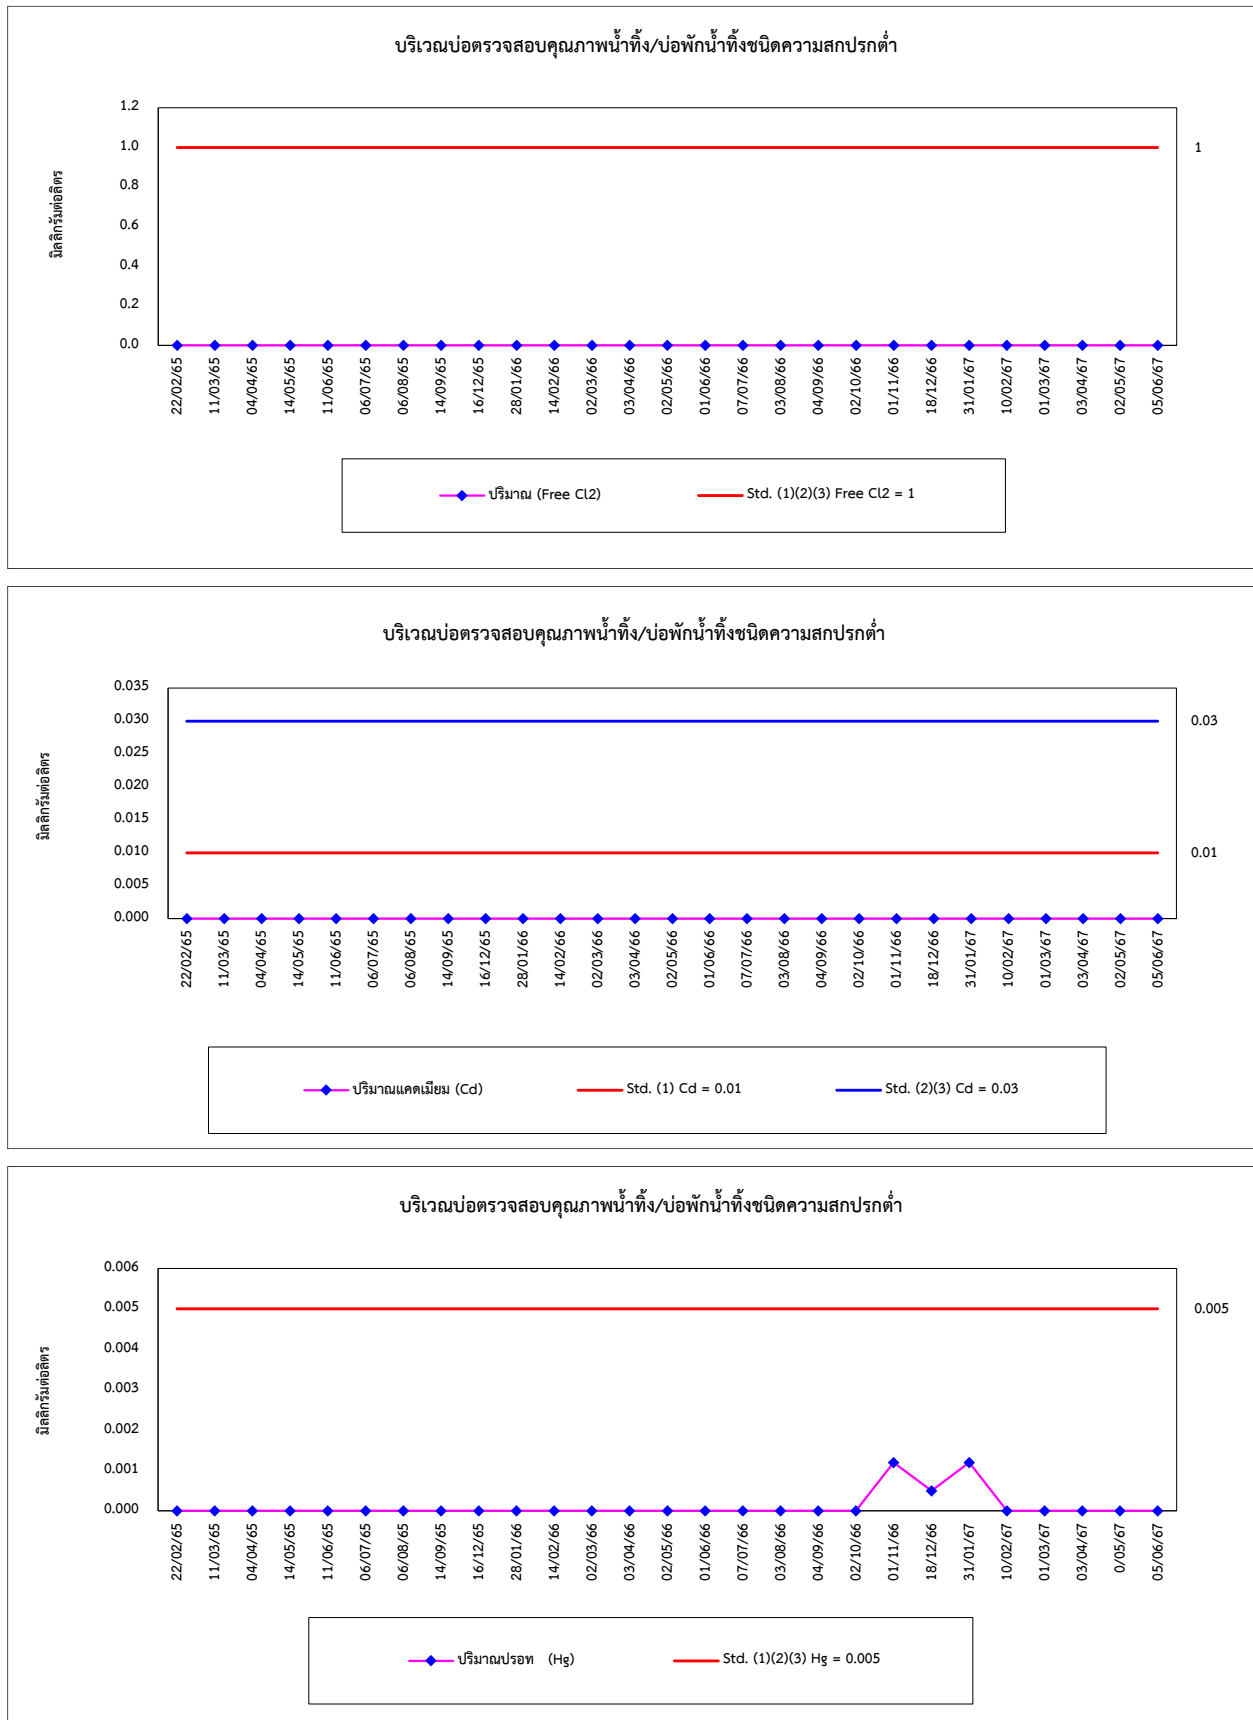 บริเวณบ่อตรวจสอบคุณภาพน้ำทิ้ง/บ่อพักน้ำทิ้งชนิดความสกปรกต่ำ
มิลลิกรัมต่อลิตร
1.2
1.0
0.8
0.6
0.4
0.2
0.0
1
22/02/65 11/03/65 04/04/65 14/05/65 11/06/65 06/07/65 06/08/65 14/09/65 16/12/65 28/01/66 14/02/66 02/03/66 03/04/66 02/05/66 01/06/66 07/07/66 03/08/66 04/09/66 02/10/66 01/11/66 18/12/66 31/01/67 10/02/67 01/03/67 03/04/67 02/05/67 05/06/67
ปริมาณ (Free Cl2) Std. (1)(2)(3) Free Cl2 = 1
บริเวณบ่อตรวจสอบคุณภาพน้ำทิ้ง/บ่อพักน้ำทิ้งชนิดความสกปรกต่ำ
มิลลิกรัมต่อลิตร
0.035
0.030
0.025
0.020
0.015
0.010
0.005
0.000
0.03
0.01
22/02/65 11/03/65 04/04/65 14/05/65 11/06/65 06/07/65 06/08/65 14/09/65 16/12/65 28/01/66 14/02/66 02/03/66 03/04/66 02/05/66 01/06/66 07/07/66 03/08/66 04/09/66 02/10/66 01/11/66 18/12/66 31/01/67 10/02/67 01/03/67 03/04/67 02/05/67 05/06/67
ปริมาณแคดเมียม (Cd) Std. (1) Cd = 0.01 Std. (2)(3) Cd = 0.03
บริเวณบ่อตรวจสอบคุณภาพน้ำทิ้ง/บ่อพักน้ำทิ้งชนิดความสกปรกต่ำ
มิลลิกรัมต่อลิตร
0.006
0.005
0.004
0.003
0.002
0.001
0.000
0.005
22/02/65 11/03/65 04/04/65 14/05/65 11/06/65 06/07/65 06/08/65 14/09/65 16/12/65 28/01/66 14/02/66 02/03/66 03/04/66 02/05/66 01/06/66 07/07/66 03/08/66 04/09/66 02/10/66 01/11/66 18/12/66 31/01/67 10/02/67 01/03/67 03/04/67 0.05/67 05/06/67
ปริมาณปรอท (Hg) Std. (1)(2)(3) Hg = 0.005